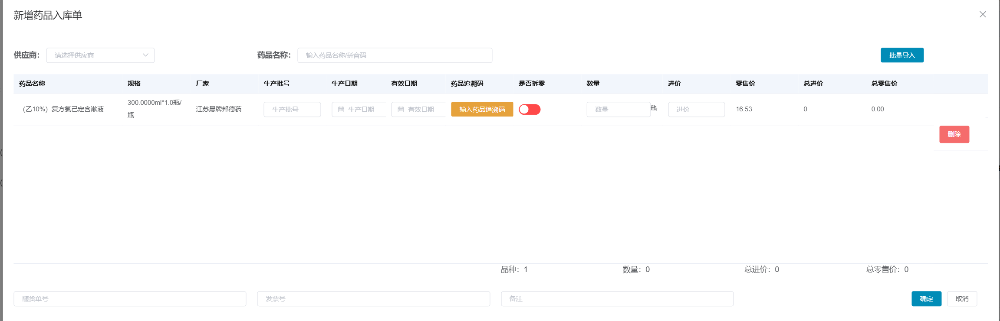 新增药品入库单
供应商： 请选择供应商 药品名称： 输入药品名称/拼音码 批量导入
药品名称 规格 厂家 生产批号 生产日期 有效日期 药品追溯码 是否拆零 数量 进价 零售价 总进价 总零售价
（乙10%）复方氯己定含漱液 300.0000ml*1.0瓶/ 江苏晨牌邦德药 生产批号 生产日期 有效日期 输入药品追溯码 数量 瓶 进价 16.53 0 0.00
瓶
删除
品种：1 数量：0 总进价：0 总零售价：0
随货单号 发票号 备注 确定 取消